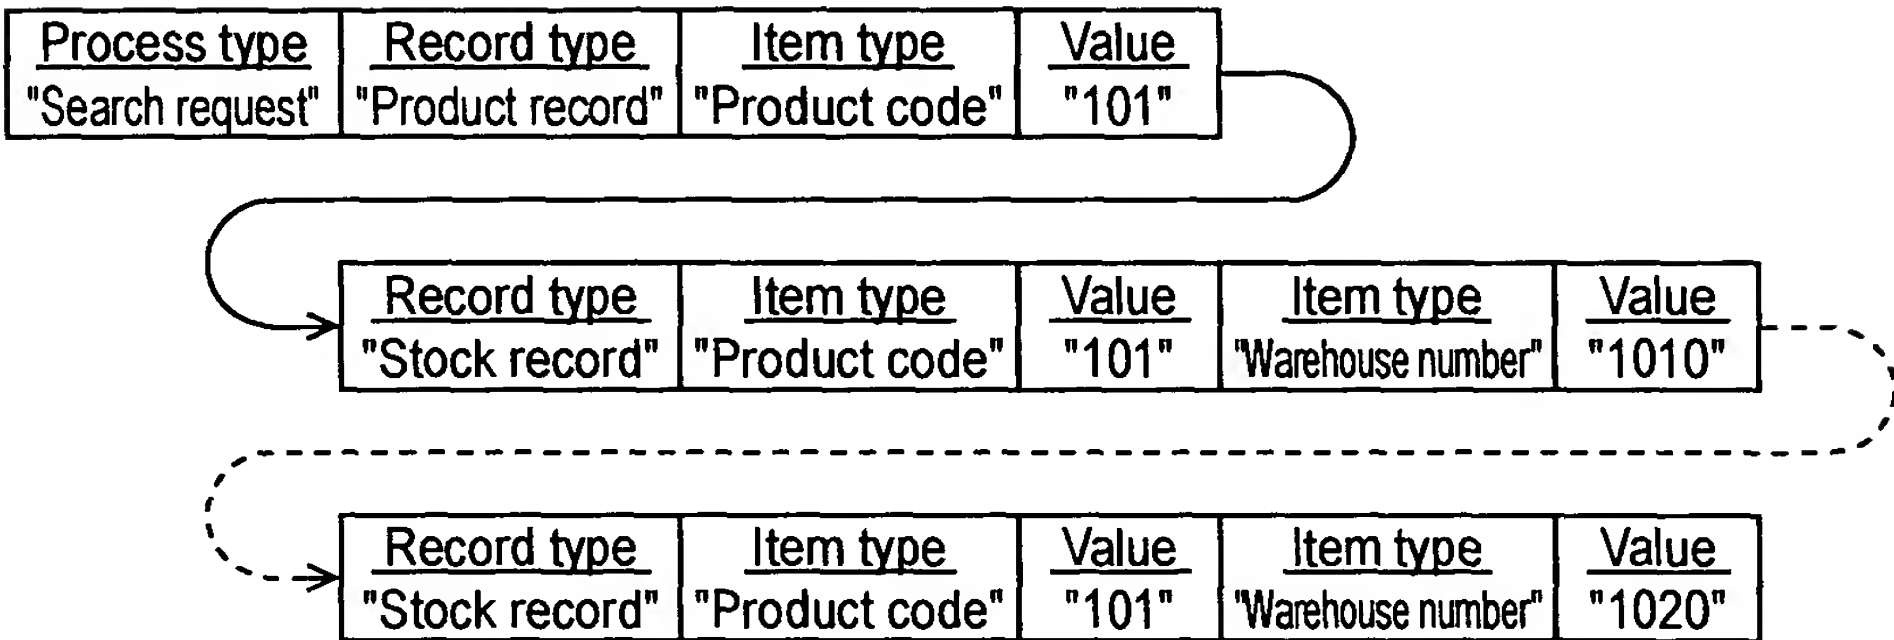 Process type Record type Item type Value
"Search request" "Product record" "Product code" "101"
Record type Item type Value Item type Value
"Stock record" "Product code" "101" "Warehouse number" "1010"
Record type Item type Value Item type Value
"Stock record" "Product code" "101" "Warehouse number" "1020"